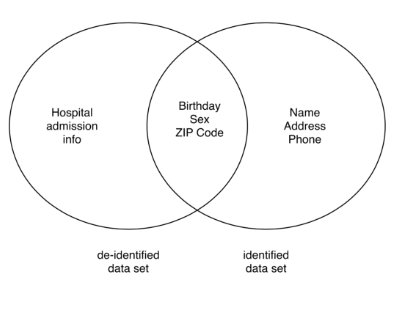 Hospital
admission
info
Birthday
Sex
ZIP Code
Name
Address
Phone
de-identified
data set
identified
data set